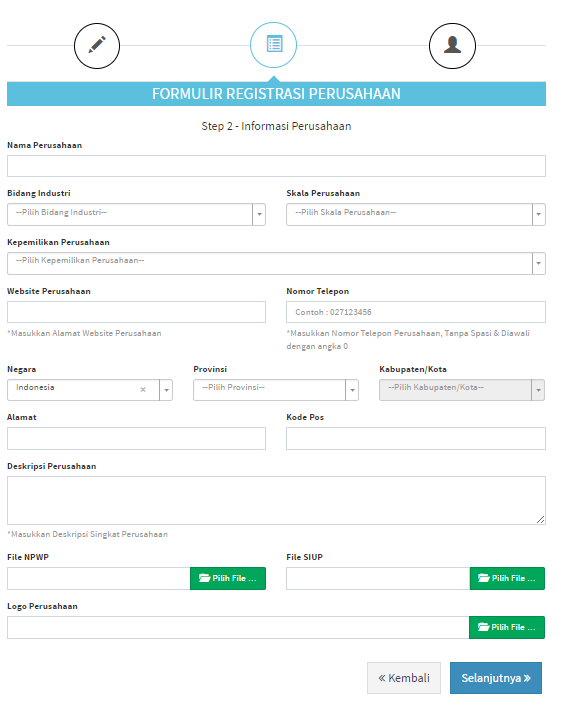 FORMULIR REGISTRASI PERUSAHAAN
Step 2 - Informasi Perusahaan
Nama Perusahaan
Bidang Industri
Skala Perusahaan
--Pilih Bidang Industri--
--Pilih Skala Perusahaan--
Kepemilikan Perusahaan
--Pilih Kepemilikan Perusahaan--
Website Perusahaan
Nomor Telepon
Contoh : 027123456
*Masukkan Alamat Website Perusahaan
*Masukkan Nomor Telepon Perusahaan, Tanpa Spasi & Diawali
dengan angka 0
Negara
Provinsi
Kabupaten/Kota
Indonesia ×
--Pilih Provinsi--
--Pilih Kabupaten/Kota--
Alamat
Kode Pos
Deskripsi Perusahaan
*Masukkan Deskripsi Singkat Perusahaan
File NPWP
File SIUP
Pilih File ...
Pilih File ...
Logo Perusahaan
Pilih File ...
« Kembali
Selanjutnya »